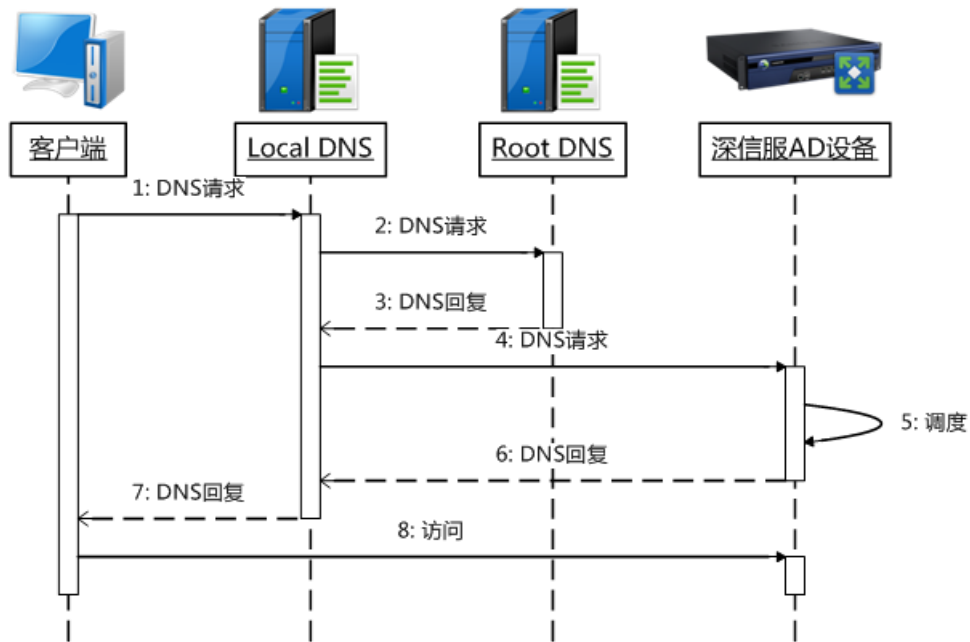 客户端
Local DNS
Root DNS
深信服AD设备
1: DNS请求
2: DNS请求
3: DNS回复
4: DNS请求
5: 调度
6: DNS回复
7: DNS回复
8: 访问